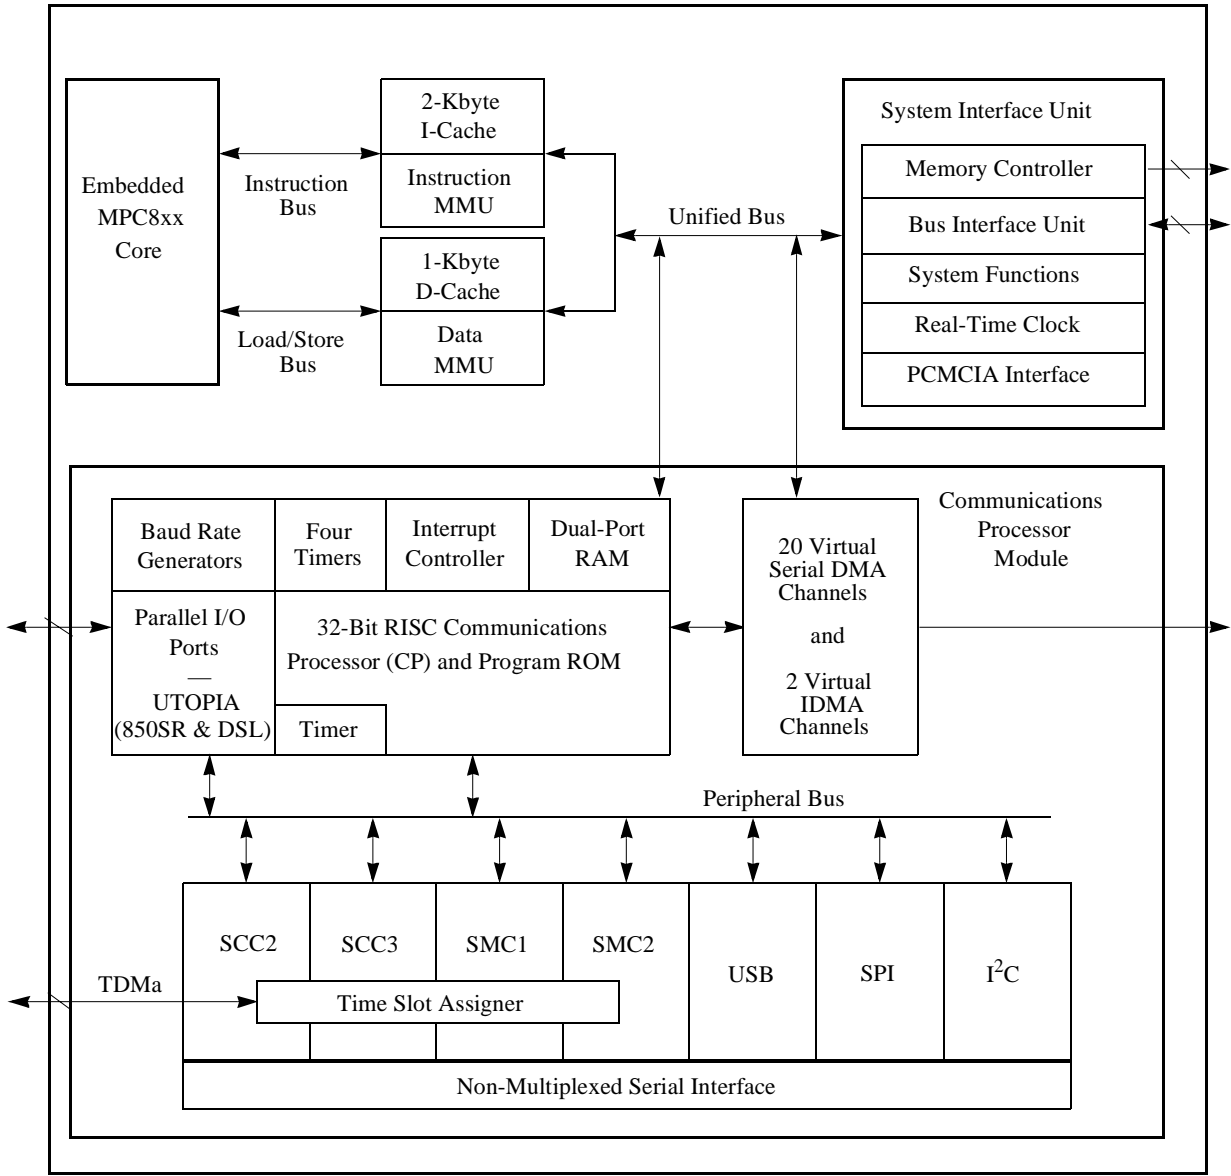 Embedded
MPC8xx
Core
Instruction
Bus
Load/Store
Bus
2-Kbyte
I-Cache
Instruction
MMU
1-Kbyte
D-Cache
Data
MMU
Unified Bus
System Interface Unit
Memory Controller
Bus Interface Unit
System Functions
Real-Time Clock
PCMCIA Interface
Communications
Processor
Module
Baud Rate
Generators
Four
Timers
Interrupt
Controller
Dual-Port
RAM
Parallel I/O
Ports
—
UTOPIA
(850SR & DSL)
32-Bit RISC Communications
Processor (CP) and Program ROM
Timer
20 Virtual
Serial DMA
Channels
and
2 Virtual
IDMA
Channels
Peripheral Bus
SCC2
SCC3
SMC1
SMC2
USB
SPI
I²C
TDMa
Time Slot Assigner
Non-Multiplexed Serial Interface